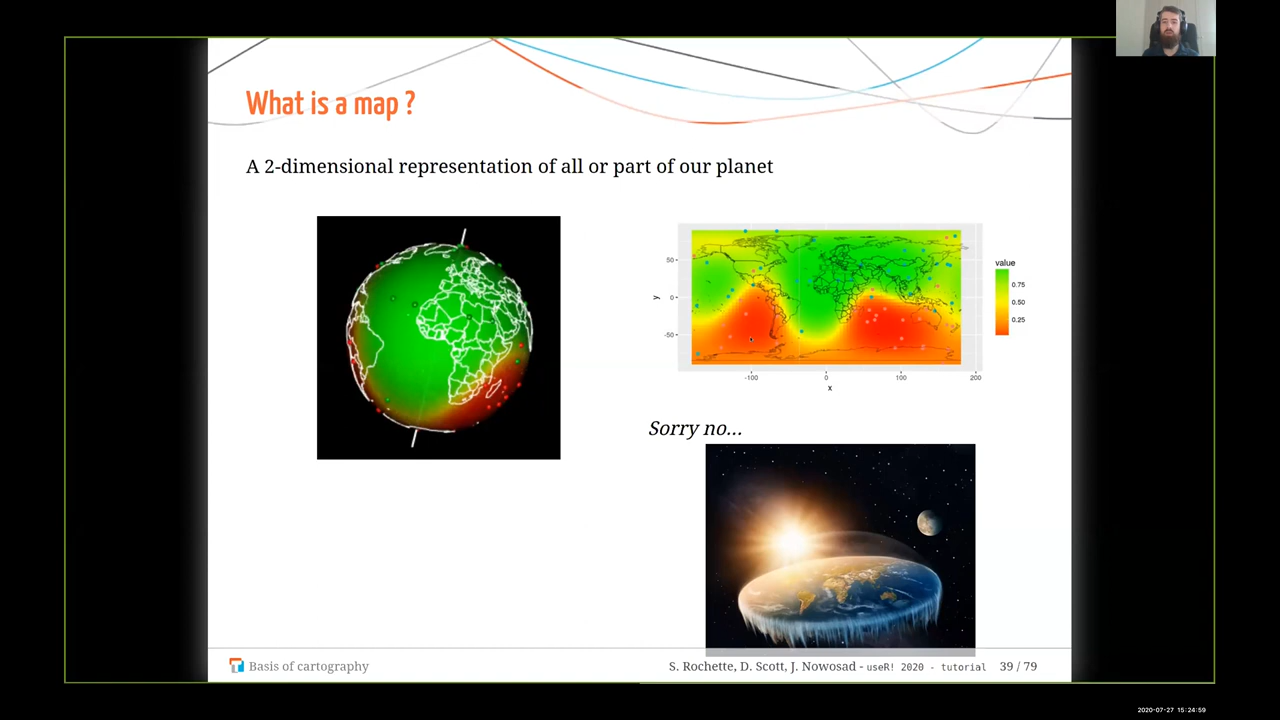 What is a map ?
A 2-dimensional representation of all or part of our planet
y
50
0
-50
-100
0
100
200
x
value
0.75
0.50
0.25
Sorry no...
Basis of cartography
S. Rochette, D. Scott, J. Nowosad - useR! 2020 - tutorial 39 / 79
2020-07-27 15:24:59